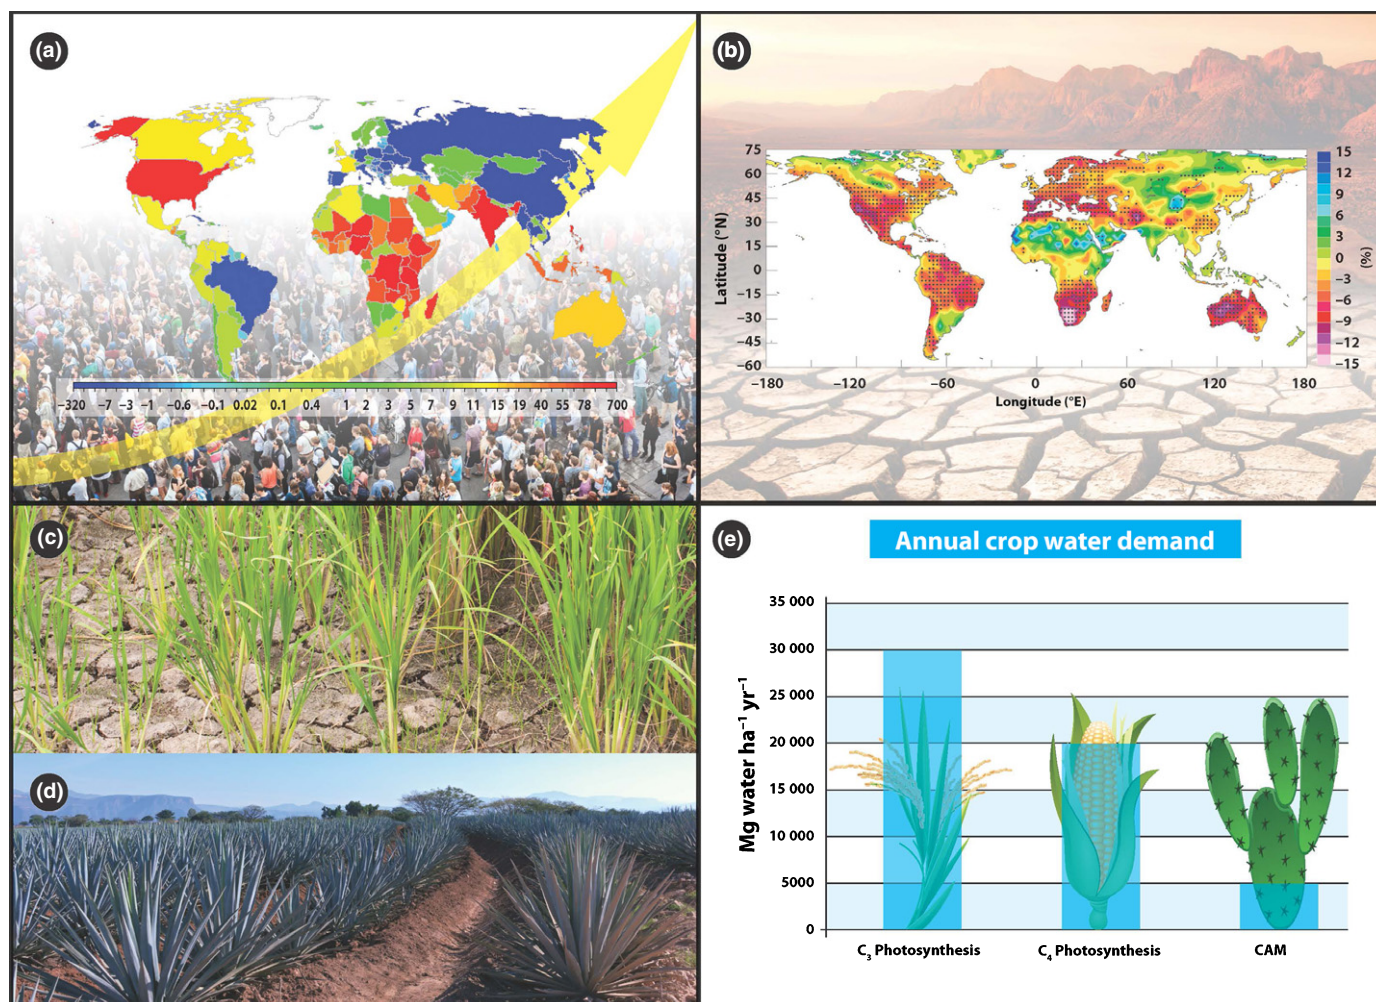 (a)
−320 −7 −3 −1 −0.6 −0.1 0.02 0.1 0.4 1 2 3 5 7 9 11 15 19 40 55 78 700
(b)
75
60
45
30
15
0
−15
−30
−45
−60
Latitude (°N)
−180 −120 −60 0 60 120 180
Longitude (°E)
15
12
9
6
3
0
−3
−6
−9
−12
−15
(%)
(c)
(d)
(e)
Annual crop water demand
35 000
30 000
25 000
20 000
15 000
10 000
5000
0
Mg water ha⁻¹ yr⁻¹
C₃ Photosynthesis C₄ Photosynthesis CAM